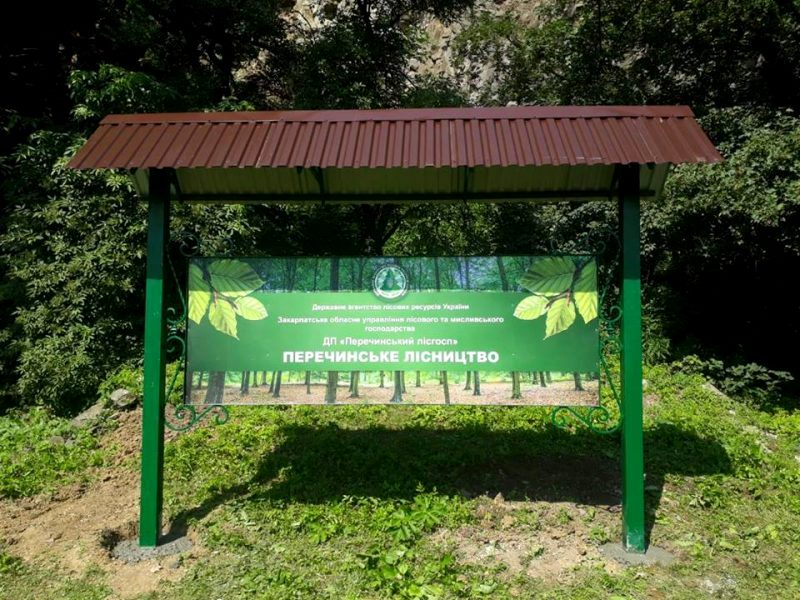 Державне агентство лісових ресурсів України
Закарпатське обласне управління лісового та мисливського
господарства
ДП «Перечинський лісгосп»
ПЕРЕЧИНСЬКЕ ЛІСНИЦТВО